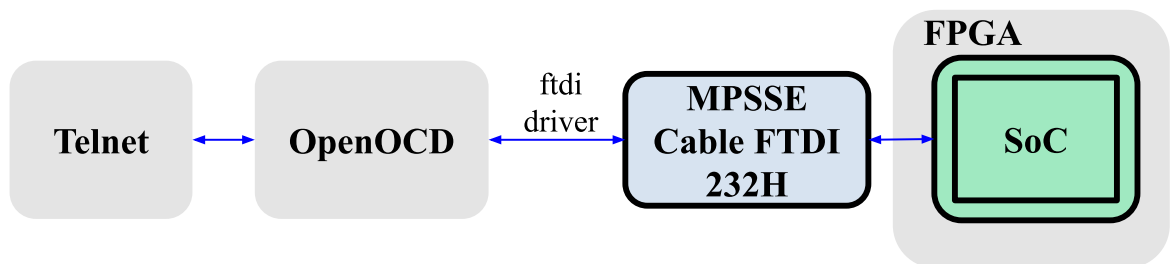 Telnet
OpenOCD
ftdi
driver
MPSSE
Cable FTDI
232H
FPGA
SoC